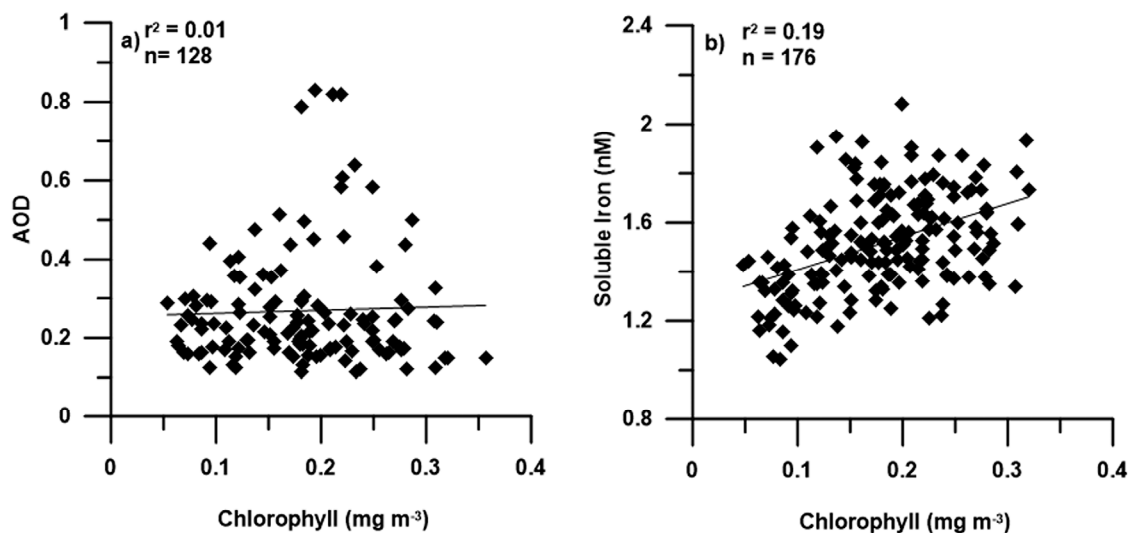 a) r² = 0.01
n= 128
1
0.8
0.6
0.4
0.2
0
AOD
0 0.1 0.2 0.3 0.4
Chlorophyll (mg m⁻³)
b) r² = 0.19
n = 176
2.4
2
1.6
1.2
0.8
Soluble Iron (nM)
0 0.1 0.2 0.3 0.4
Chlorophyll (mg m⁻³)